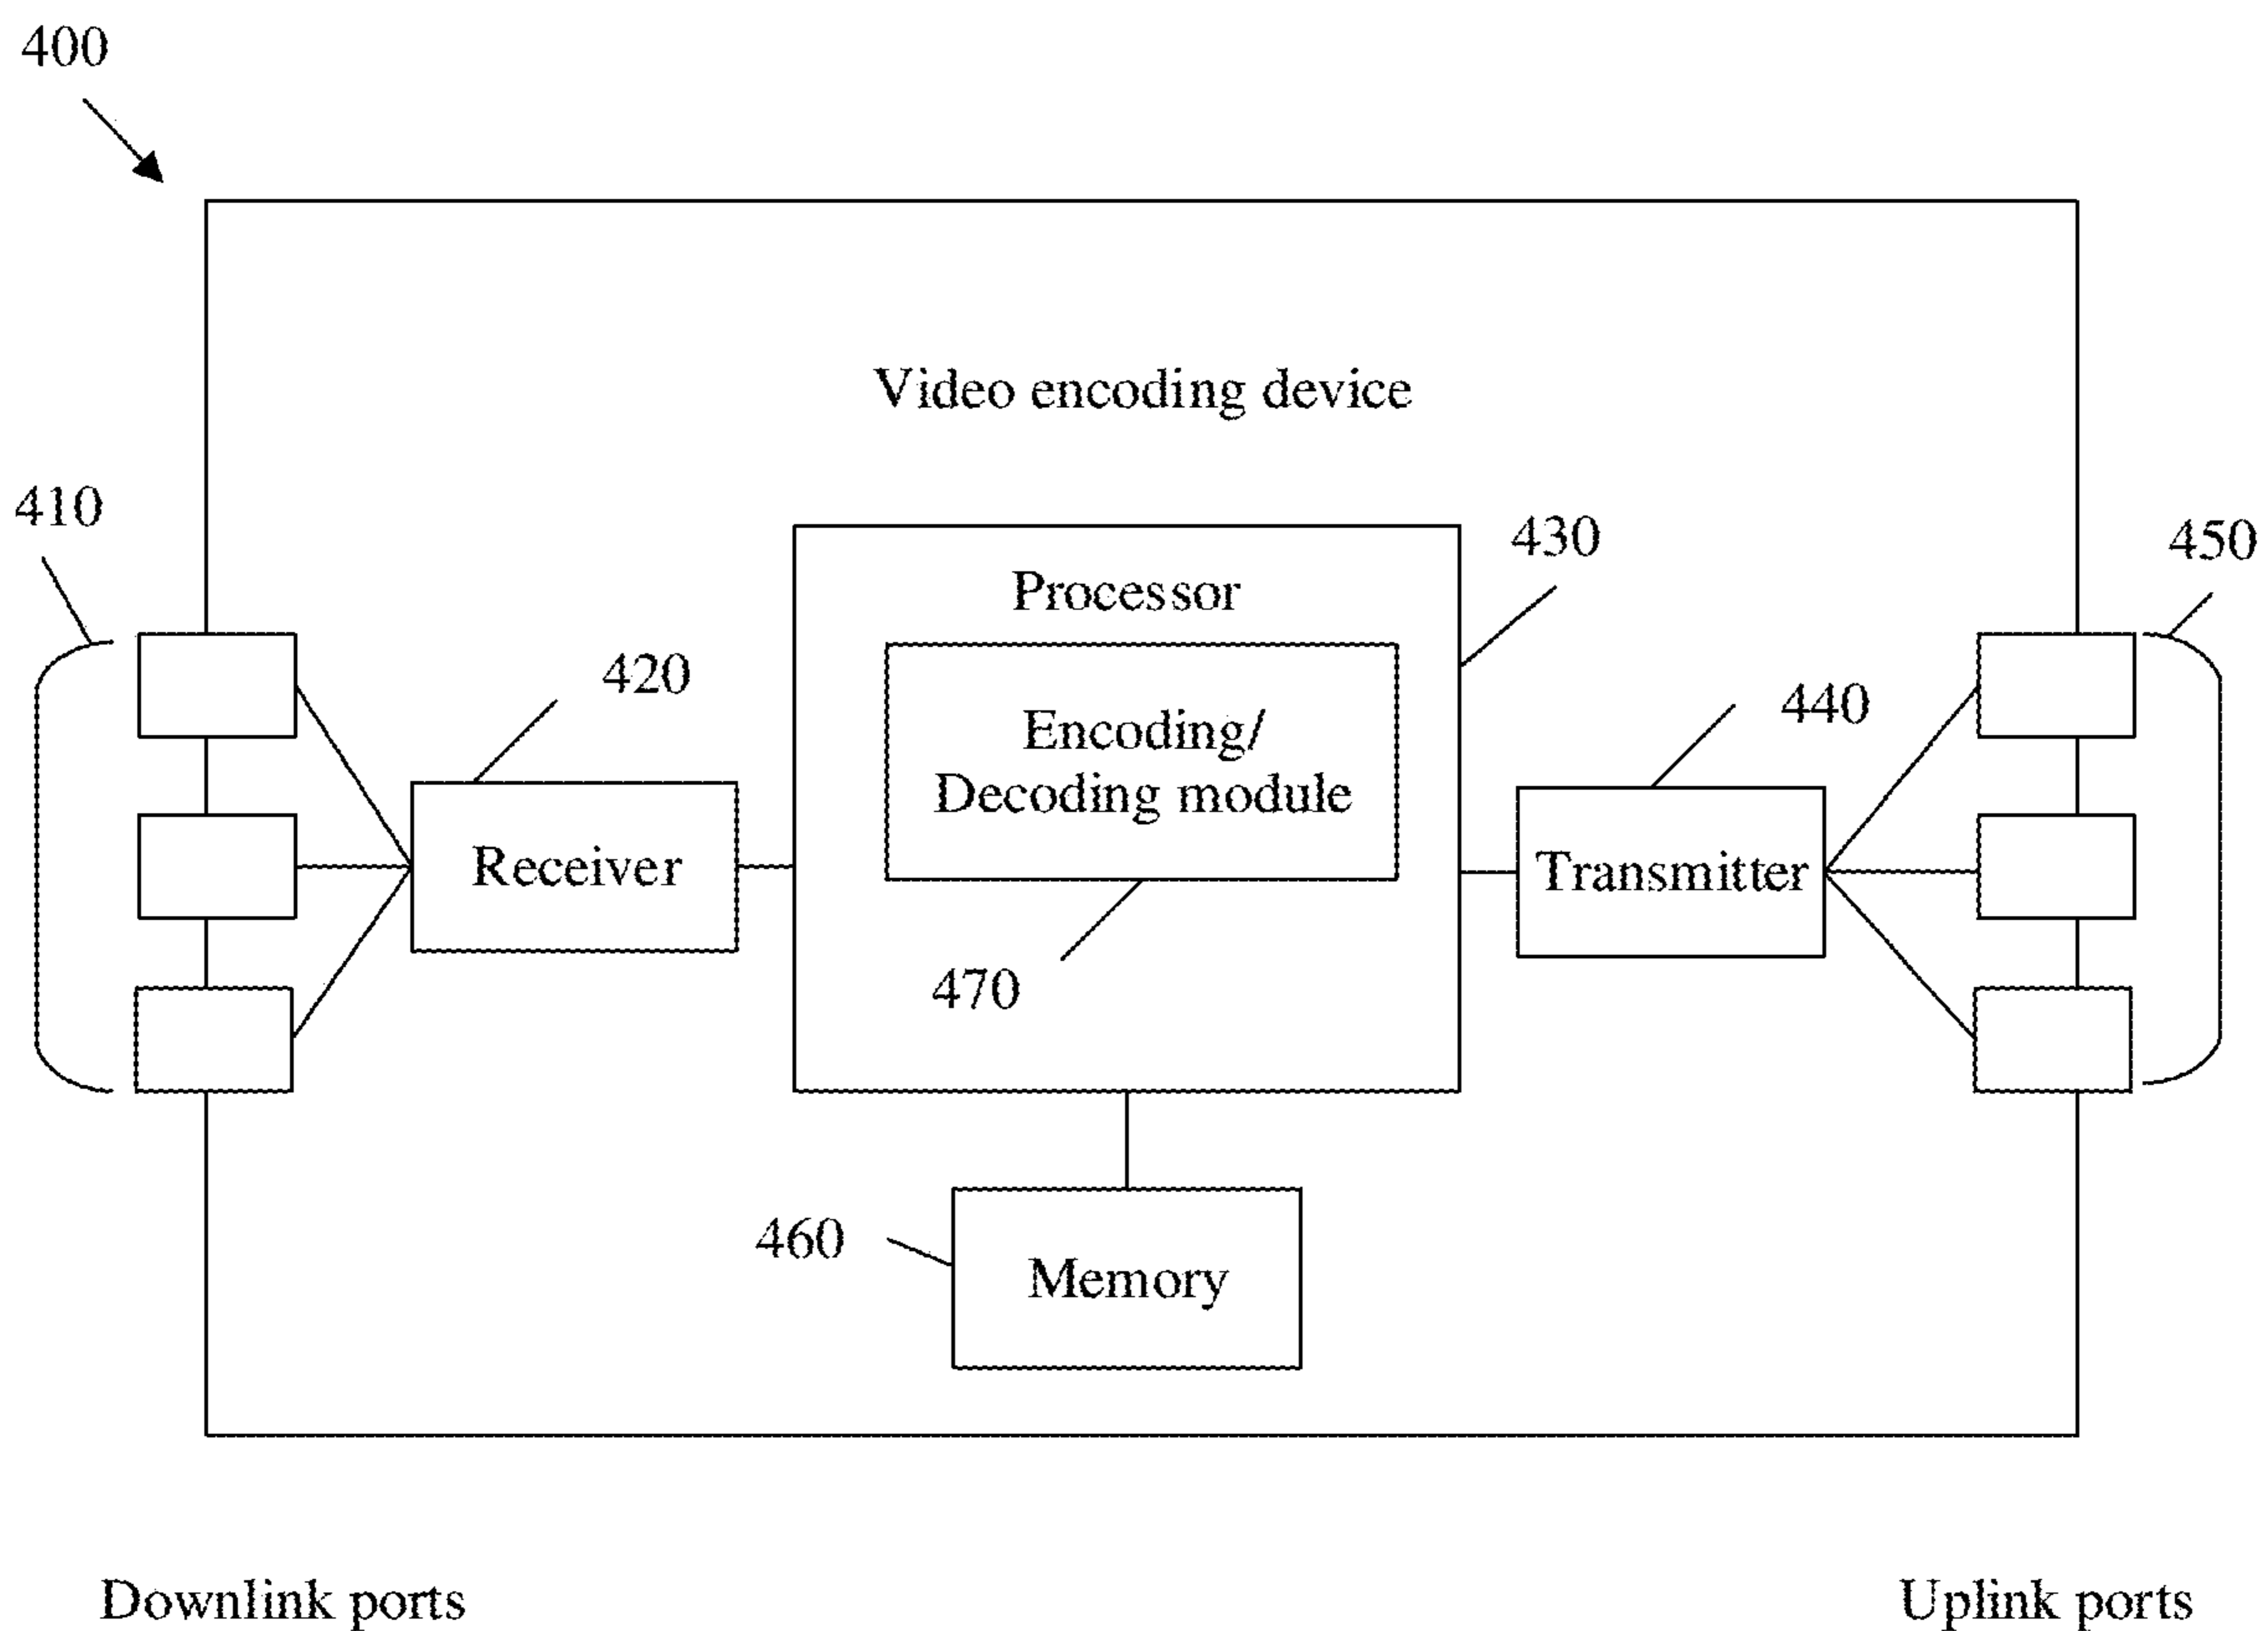 400
Video encoding device
410
430
450
Processor
420
440
Encoding/
Decoding module
Receiver
Transmitter
470
460
Memory
Downlink ports
Uplink ports